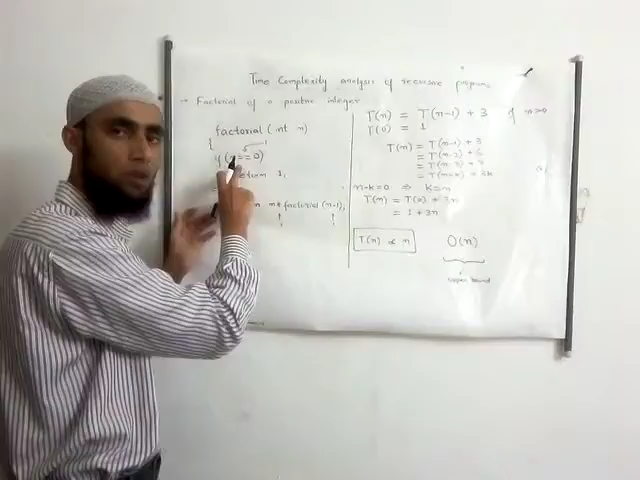 Time Complexity analysis of recursive programs
→ Factorial of a positive integer
factorial (int n)
{
if (n==0)
return 1,
n * factorial (n-1),
T(n) = T(n-1) + 3 if n>0
T(0) = 1
T(n) = T(n-1) + 3
= T(n-2) + 6
= T(n-3) + 9
= T(n-k) + 3k
n-k=0 ⇒ k=n
T(n) = T(0) + 3n
= 1 + 3n
T(n) ∝ n
O(n)
Upper bound